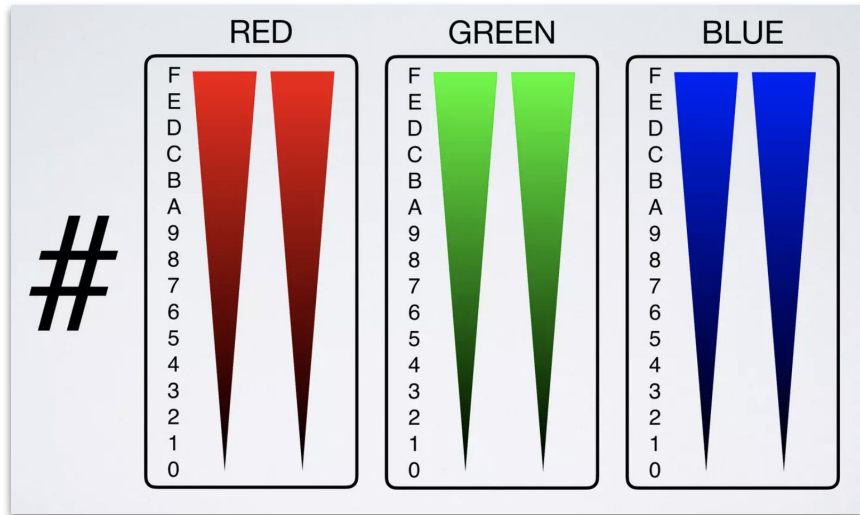 RED GREEN BLUE
F F F
E E E
D D D
C C C
B B B
A A A
9 9 9
8 8 8
#
7 7 7
6 6 6
5 5 5
4 4 4
3 3 3
2 2 2
1 1 1
0 0 0